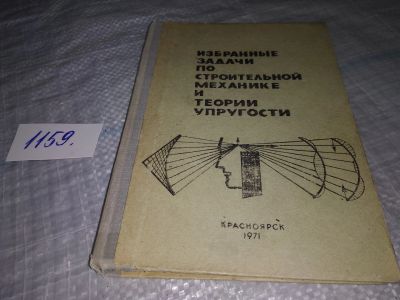 1159.
ИЗБРАННЫЕ
ЗАДАЧИ
ПО
СТРОИТЕЛЬНОЙ
МЕХАНИКЕ
И
ТЕОРИИ
УПРУГОСТИ
КРАСНОЯРСК
1971